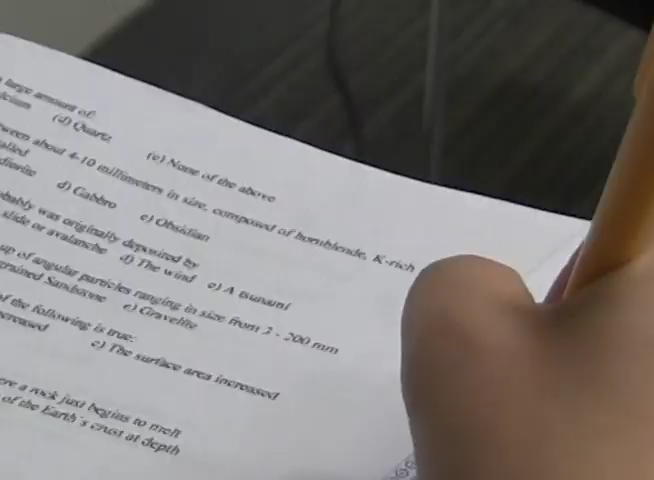 large amount of:
(d) Quartz (e) None of the above
between about 4-10 millimeters in size, composed of hornblende, K-rich
called
diorite d) Gabbro e) Obsidian
probably was originally deposited by
slide or avalanche d) The wind e) A tsunami
up of angular particles ranging in size from 2 - 200 mm
grained Sandstone e) Gravelite
of the following is true:
e) The surface area increased
a rock just begins to melt
of the Earth's crust at depth